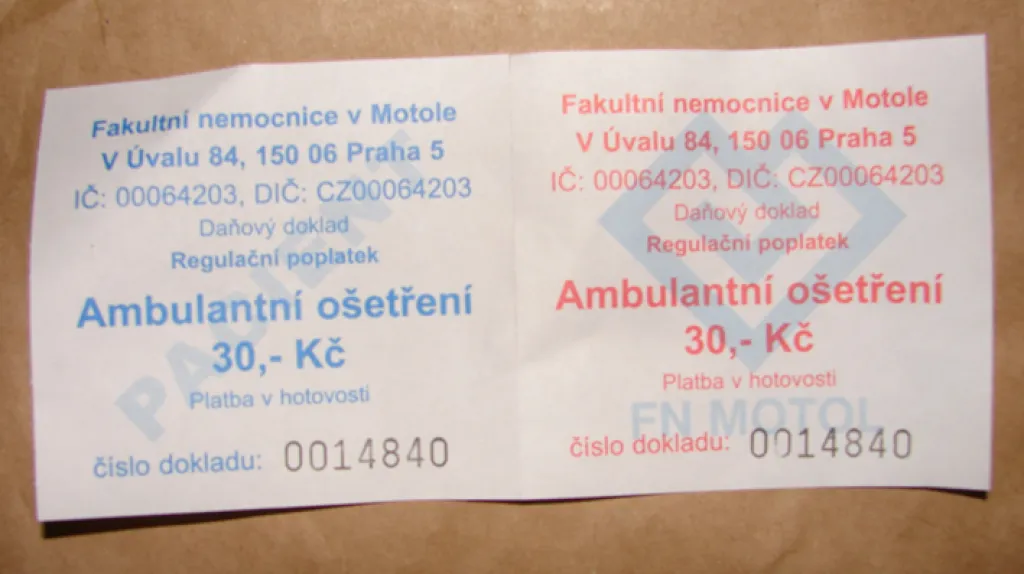 Fakultní nemocnice v Motole
V Úvalu 84, 150 06 Praha 5
IČ: 00064203, DIČ: CZ00064203
Daňový doklad
Regulační poplatek
Ambulantní ošetření
30,- Kč
Platba v hotovosti
číslo dokladu: 0014840
PACIENT
Fakultní nemocnice v Motole
V Úvalu 84, 150 06 Praha 5
IČ: 00064203, DIČ: CZ00064203
Daňový doklad
Regulační poplatek
Ambulantní ošetření
30,- Kč
Platba v hotovosti
FN MOTOL
číslo dokladu: 0014840